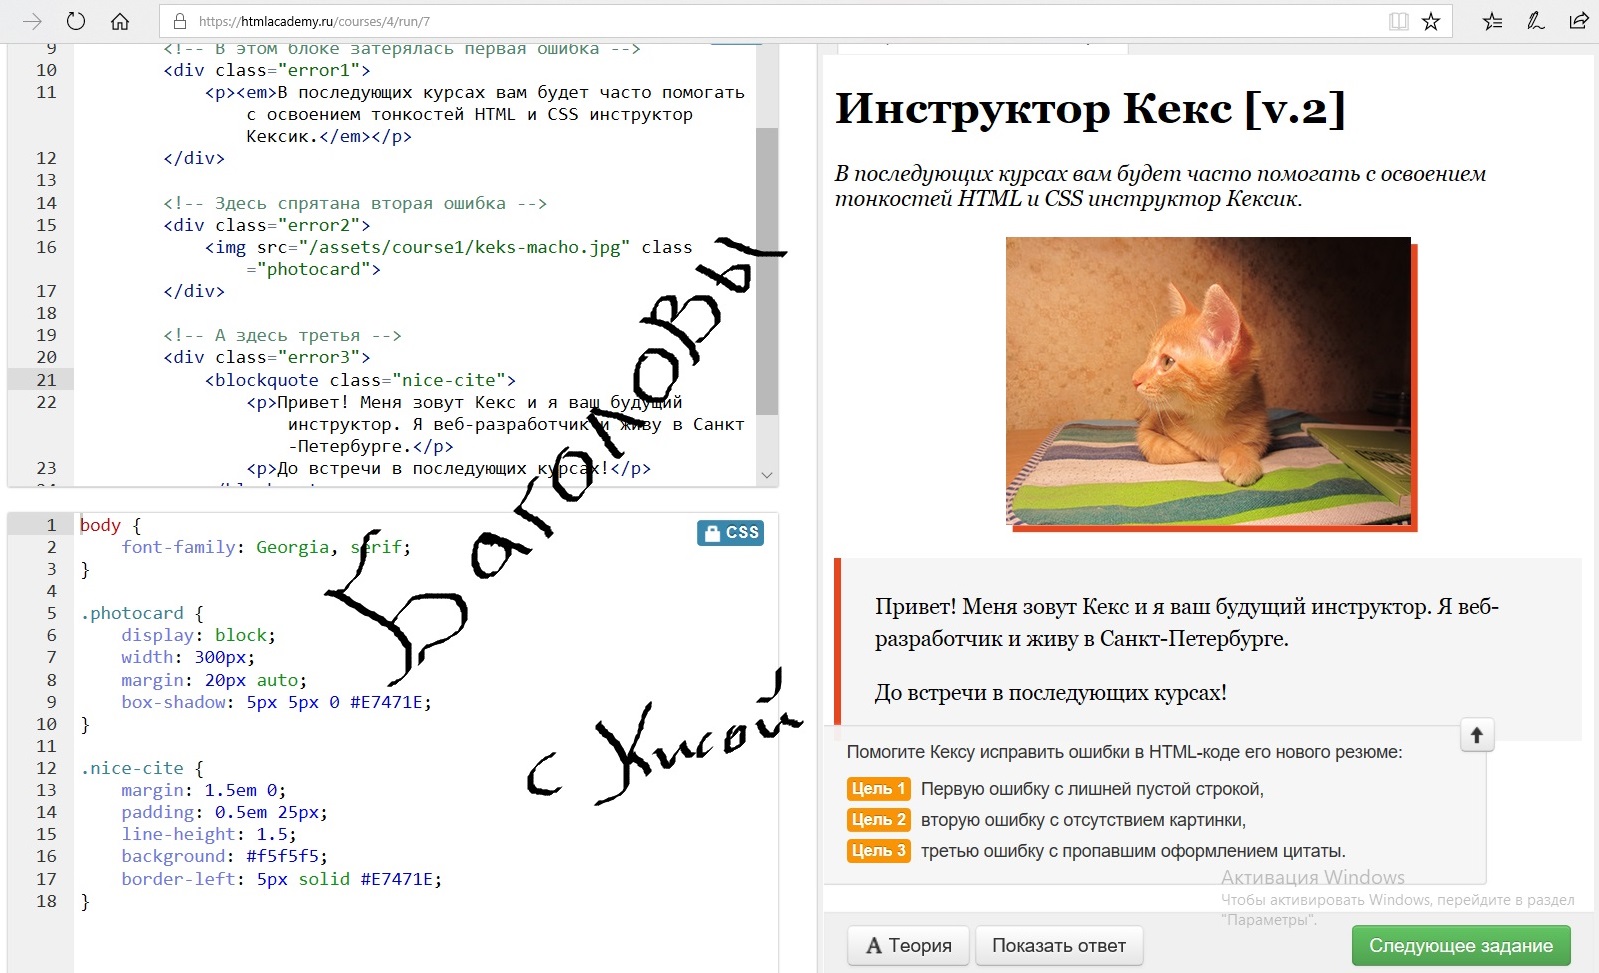 https://htmlacademy.ru/courses/4/run/7
9 <!-- В этом блоке затерялась первая ошибка -->
10 <div class="error1">
11 <p><em>В последующих курсах вам будет часто помогать
с освоением тонкостей HTML и CSS инструктор
Кексик.</em></p>
12 </div>
13
14 <!-- Здесь спрятана вторая ошибка -->
15 <div class="error2">
16 <img src="/assets/course1/keks-macho.jpg" class
="photocard">
17 </div>
18
19 <!-- А здесь третья -->
20 <div class="error3">
21 <blockquote class="nice-cite">
22 <p>Привет! Меня зовут Кекс и я ваш будущий
инструктор. Я веб-разработчик и живу в Санкт
-Петербурге.</p>
23 <p>До встречи в последующих курсах!</p>
CSS
1 body {
2 font-family: Georgia, serif;
3 }
4
5 .photocard {
6 display: block;
7 width: 300px;
8 margin: 20px auto;
9 box-shadow: 5px 5px 0 #E7471E;
10 }
11
12 .nice-cite {
13 margin: 1.5em 0;
14 padding: 0.5em 25px;
15 line-height: 1.5;
16 background: #f5f5f5;
17 border-left: 5px solid #E7471E;
18 }
Баголовы
с Кисой
Инструктор Кекс [v.2]
В последующих курсах вам будет часто помогать с освоением
тонкостей HTML и CSS инструктор Кексик.
Привет! Меня зовут Кекс и я ваш будущий инструктор. Я веб-
разработчик и живу в Санкт-Петербурге.
До встречи в последующих курсах!
Помогите Кексу исправить ошибки в HTML-коде его нового резюме:
Цель 1 Первую ошибку с лишней пустой строкой,
Цель 2 вторую ошибку с отсутствием картинки,
Цель 3 третью ошибку с пропавшим оформлением цитаты.
Активация Windows
Чтобы активировать Windows, перейдите в раздел
"Параметры".
А Теория
Показать ответ
Следующее задание